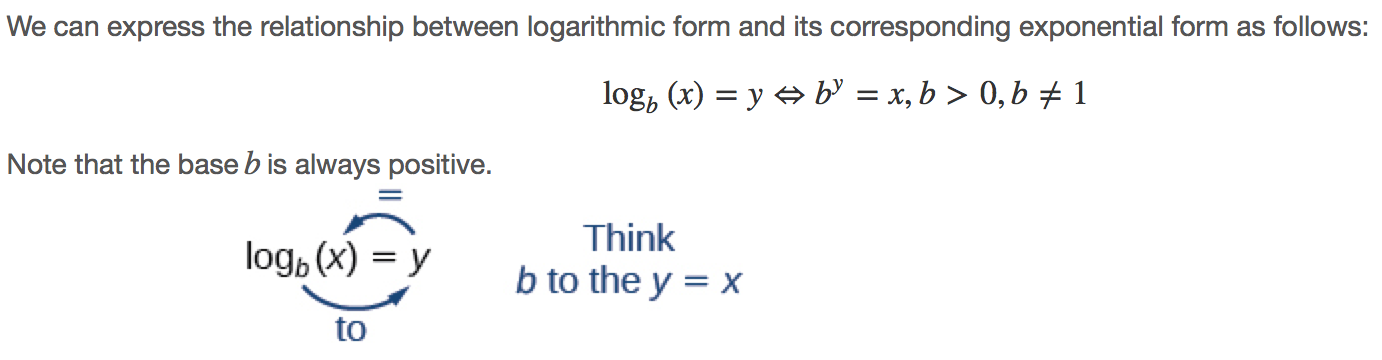 We can express the relationship between logarithmic form and its corresponding exponential form as follows:
log_b (x) = y ⇔ b^y = x, b > 0, b ≠ 1
Note that the base b is always positive.
=
log_b(x) = y
to
Think
b to the y = x